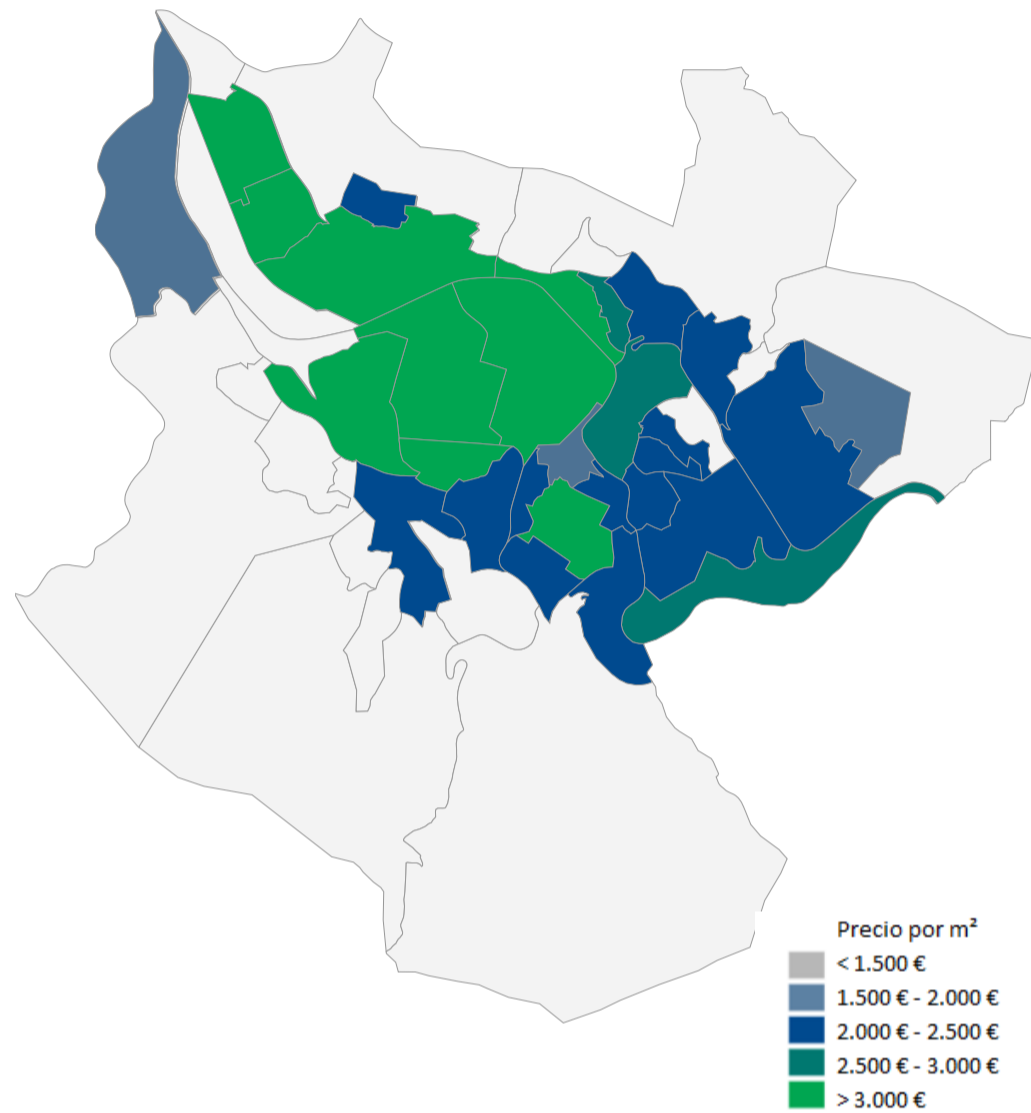 Precio por m²
< 1.500 €
1.500 € - 2.000 €
2.000 € - 2.500 €
2.500 € - 3.000 €
> 3.000 €